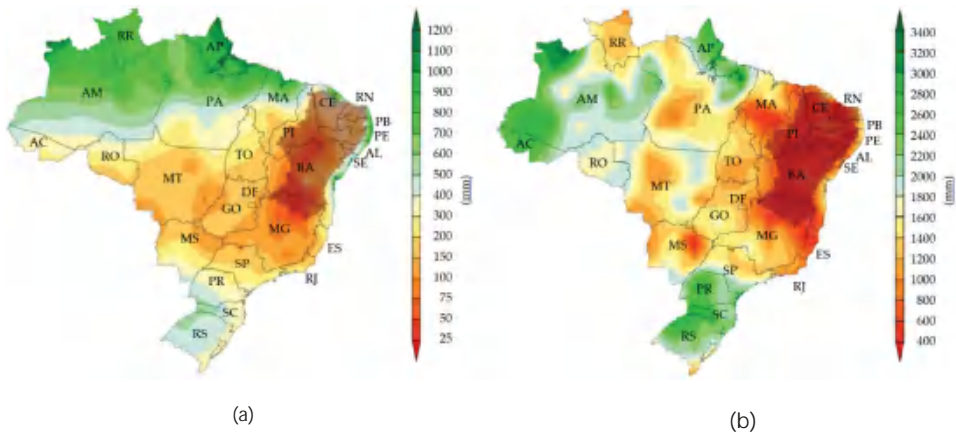 RR
AP
AM
PA
MA
CE
RN
PB
PE
AL
SE
PI
AC
RO
TO
BA
MT
DF
GO
MG
MS
ES
SP
RJ
PR
SC
RS
1200
1100
1000
900
800
700
600
500
400
300
200
150
100
75
50
25
(mm)
(a)
RR
AP
AM
PA
MA
CE
RN
PB
PE
AL
SE
PI
AC
RO
TO
BA
MT
DF
GO
MG
MS
ES
SP
RJ
PR
SC
RS
3400
3200
3000
2800
2600
2400
2200
2000
1800
1600
1400
1200
1000
800
600
400
(mm)
(b)